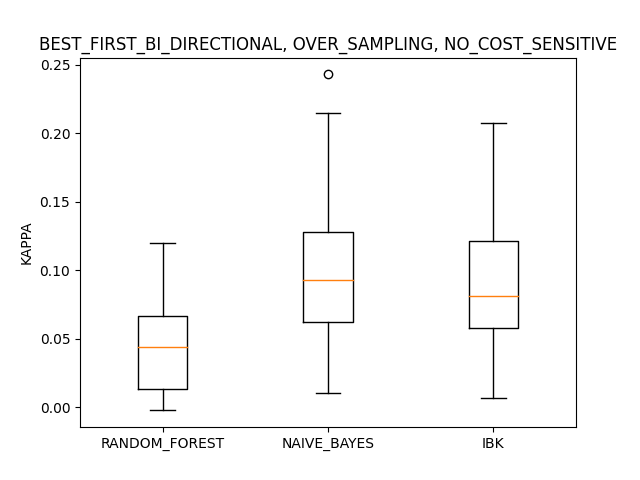 BEST_FIRST_BI_DIRECTIONAL, OVER_SAMPLING, NO_COST_SENSITIVE
0.25
0.20
0.15
0.10
0.05
0.00
KAPPA
RANDOM_FOREST
NAIVE_BAYES
IBK